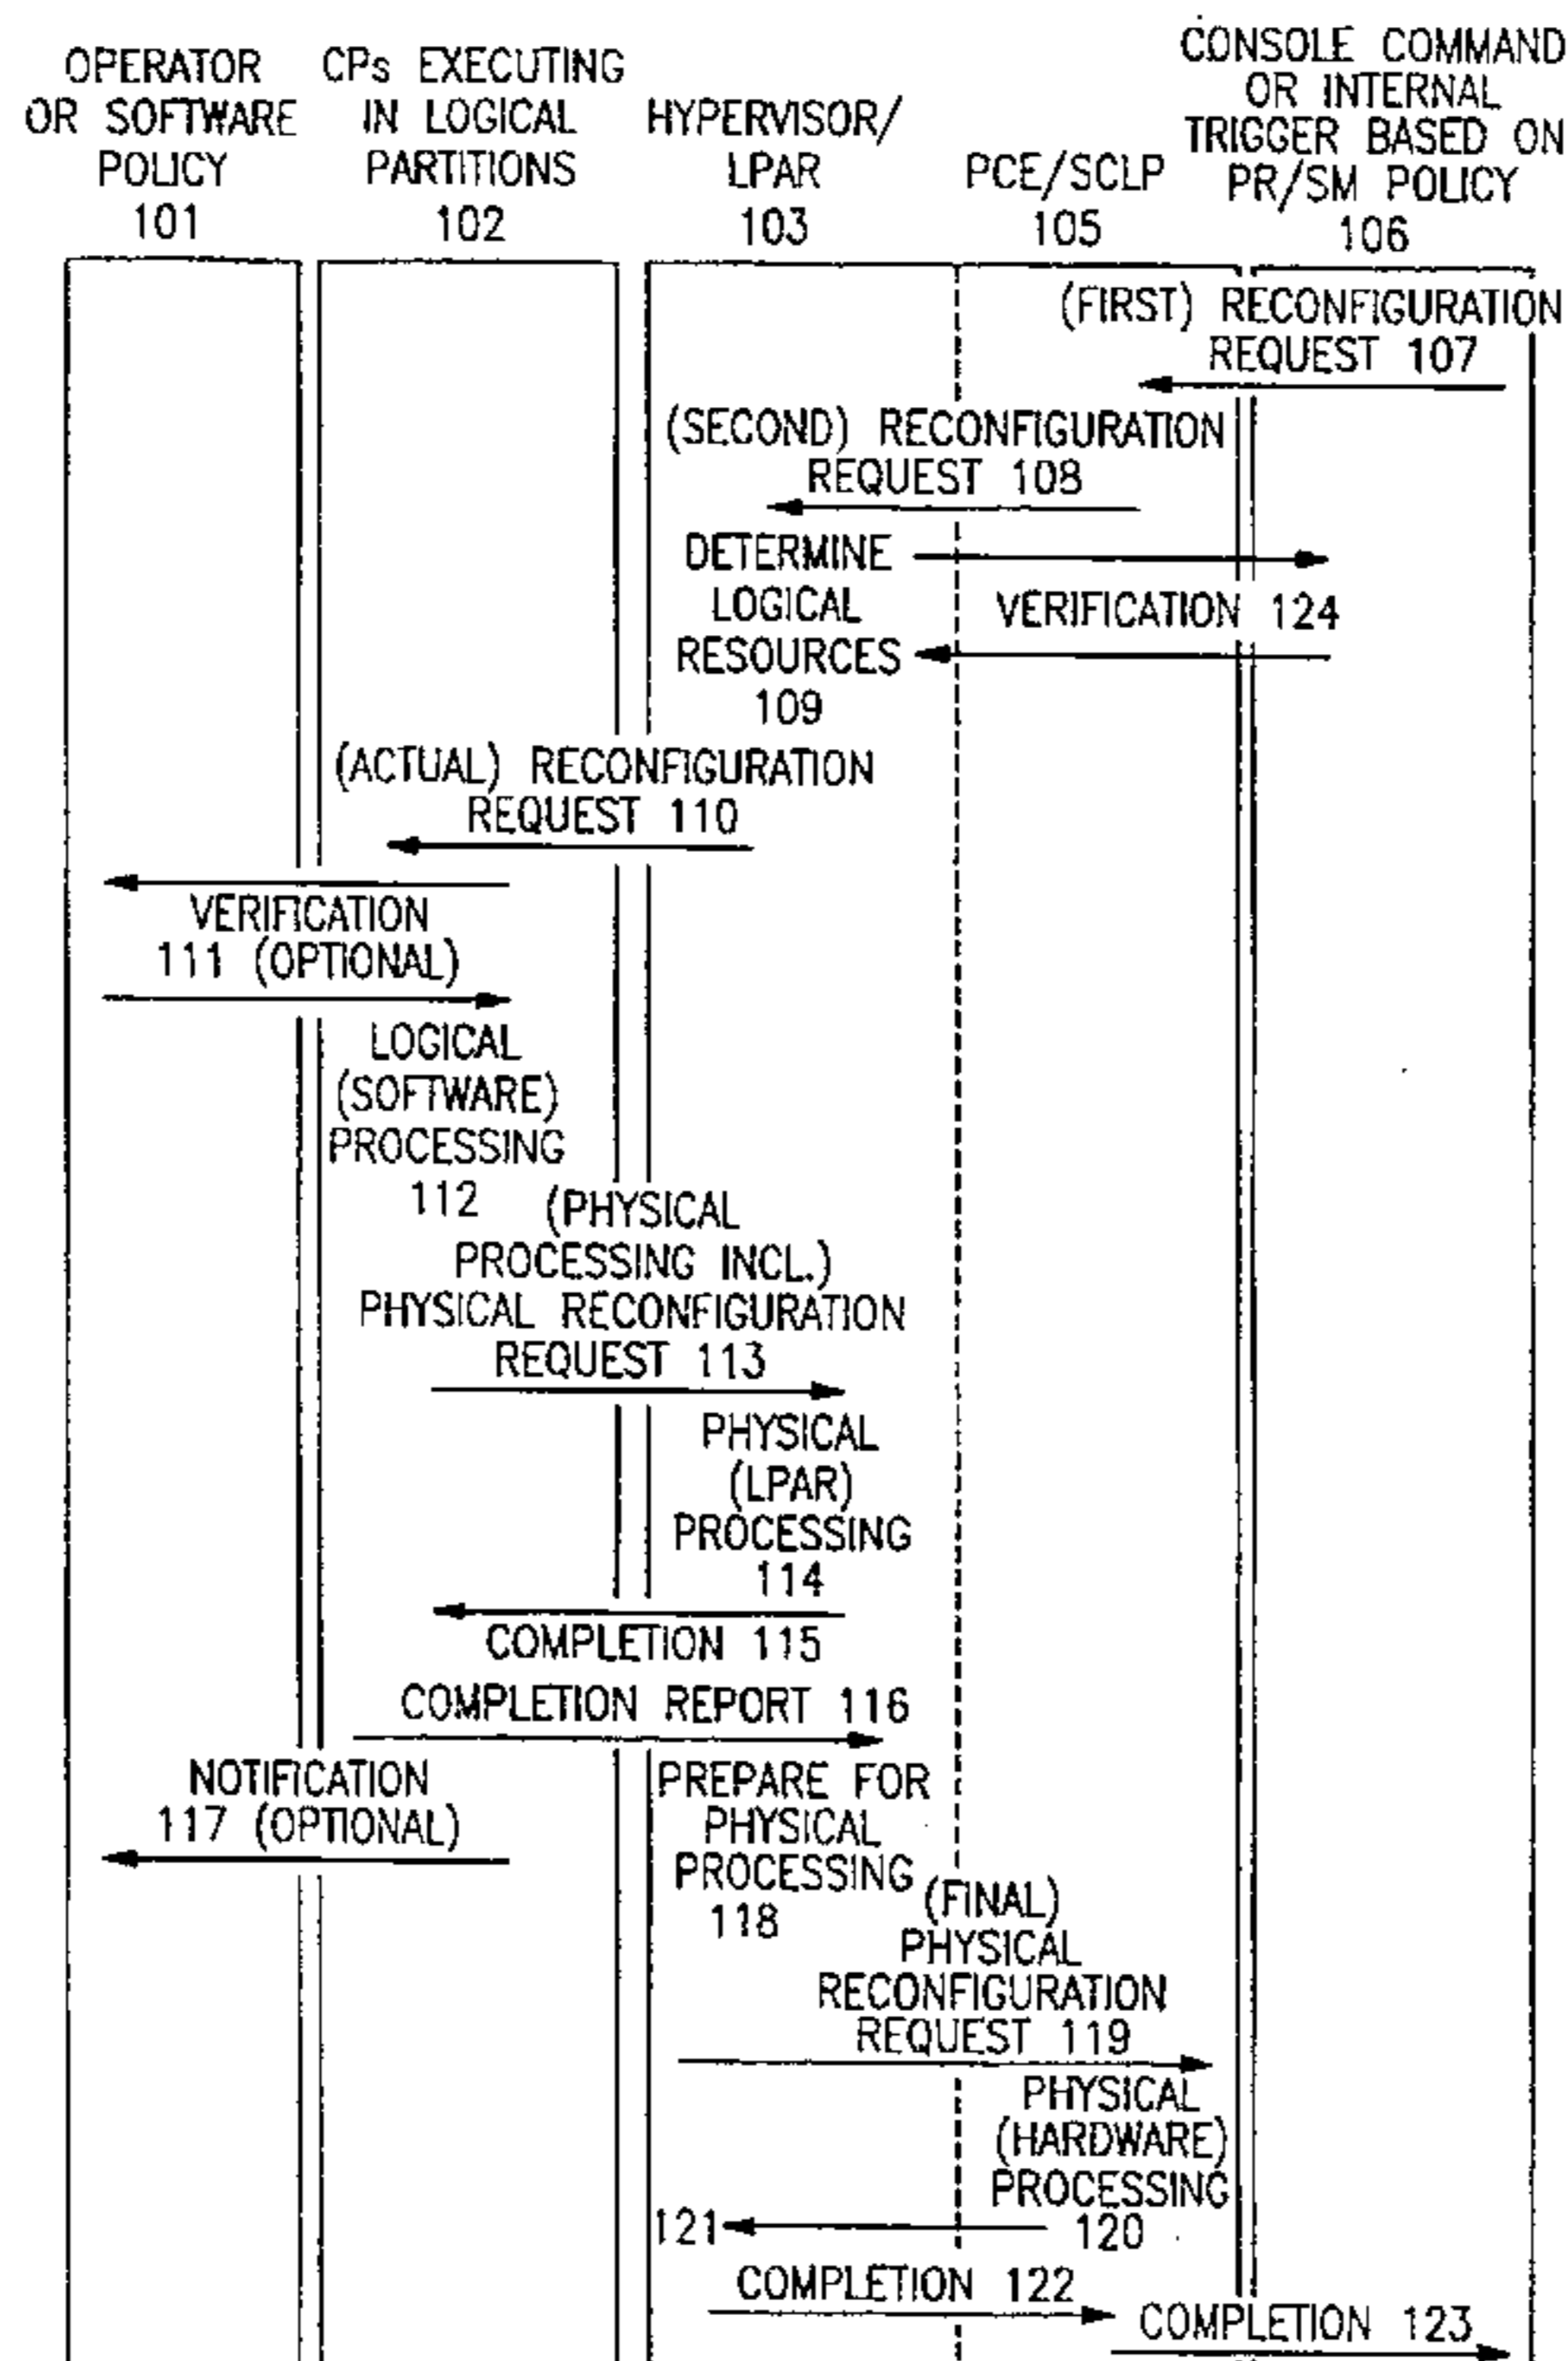 OPERATOR
OR SOFTWARE
POLICY
101
CPs EXECUTING
IN LOGICAL
PARTITIONS
102
HYPERVISOR/
LPAR
103
PCE/SCLP
105
CONSOLE COMMAND
OR INTERNAL
TRIGGER BASED ON
PR/SM POLICY
106
(FIRST) RECONFIGURATION
REQUEST 107
(SECOND) RECONFIGURATION
REQUEST 108
DETERMINE
LOGICAL
RESOURCES
109
VERIFICATION 124
(ACTUAL) RECONFIGURATION
REQUEST 110
VERIFICATION
111 (OPTIONAL)
LOGICAL
(SOFTWARE)
PROCESSING
112
(PHYSICAL
PROCESSING INCL.)
PHYSICAL RECONFIGURATION
REQUEST 113
PHYSICAL
(LPAR)
PROCESSING
114
COMPLETION 115
COMPLETION REPORT 116
NOTIFICATION
117 (OPTIONAL)
PREPARE FOR
PHYSICAL
PROCESSING
118
(FINAL)
PHYSICAL
RECONFIGURATION
REQUEST 119
PHYSICAL
(HARDWARE)
PROCESSING
120
121
COMPLETION 122
COMPLETION 123